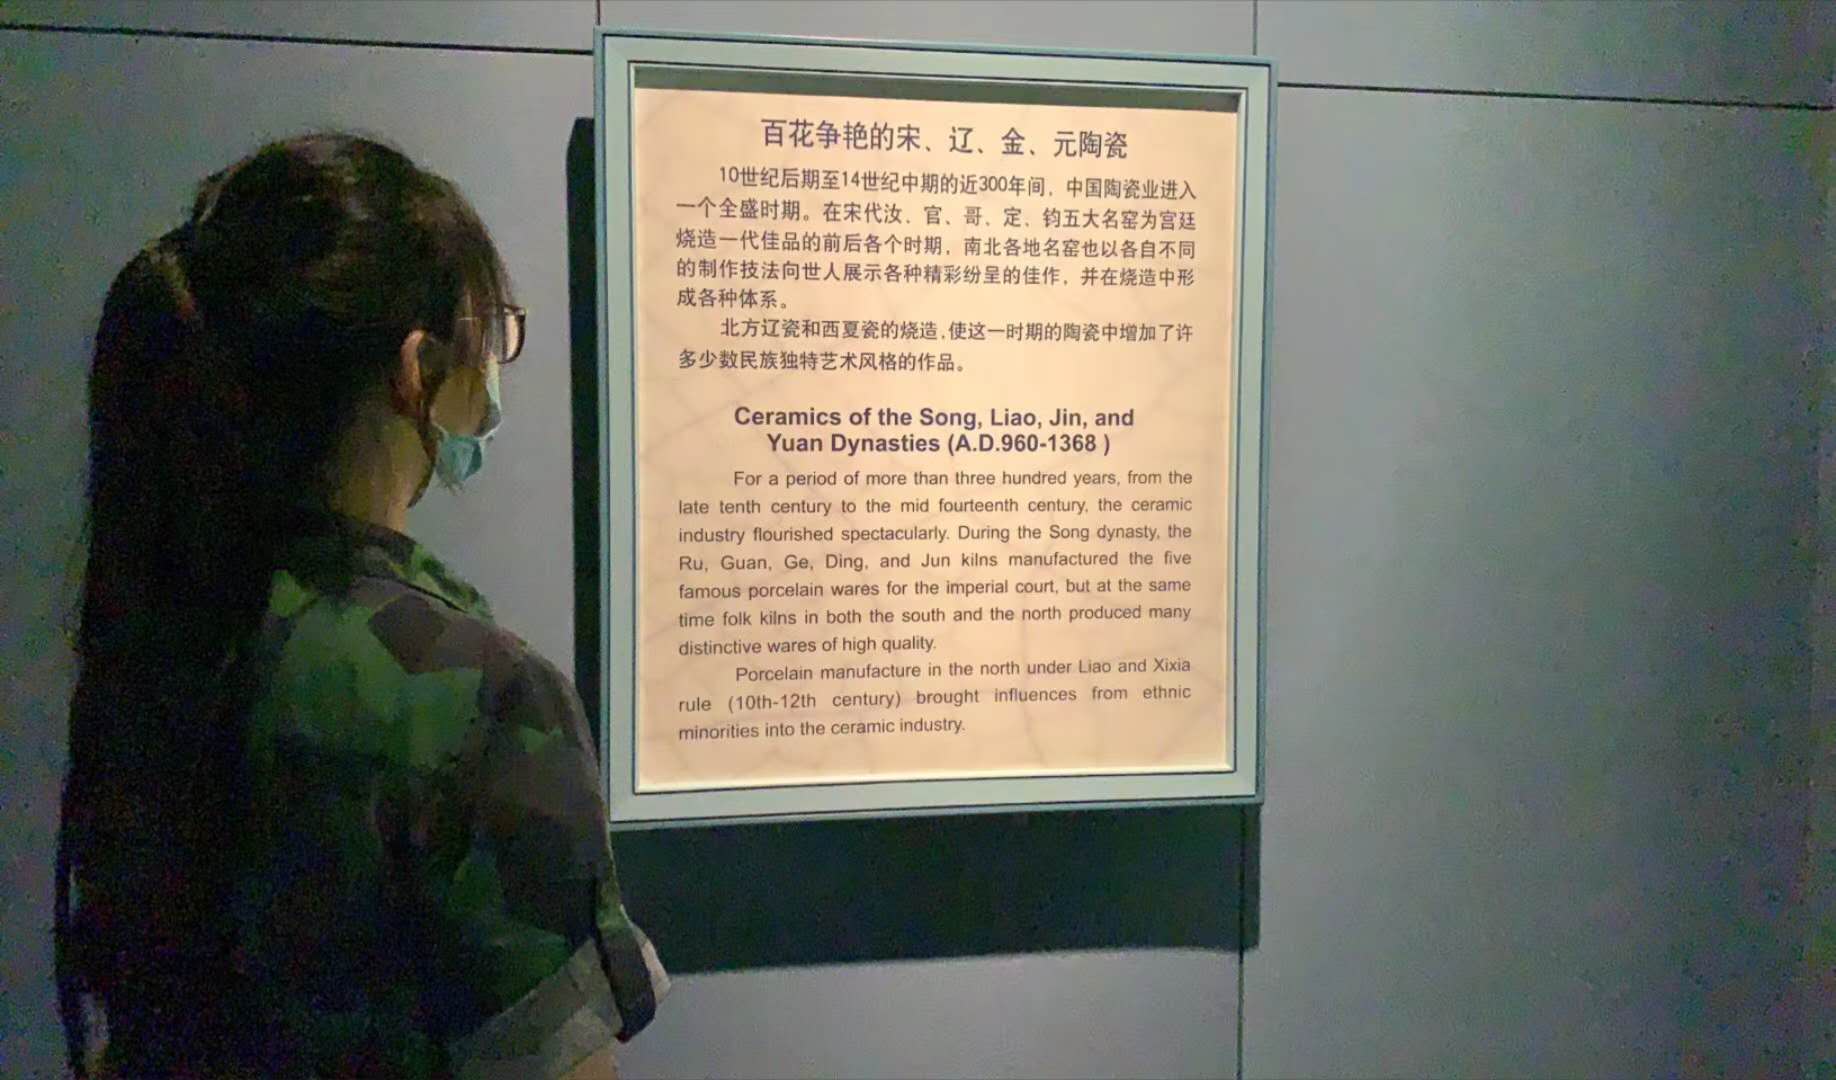 百花争艳的宋、辽、金、元陶瓷
10世纪后期至14世纪中期的近300年间，中国陶瓷业进入
一个全盛时期。在宋代汝、官、哥、定、钧五大名窑为宫廷
烧造一代佳品的前后各个时期，南北各地名窑也以各自不同
的制作技法向世人展示各种精彩纷呈的佳作，并在烧造中形
成各种体系。
北方辽瓷和西夏瓷的烧造，使这一时期的陶瓷中增加了许
多少数民族独特艺术风格的作品。
Ceramics of the Song, Liao, Jin, and
Yuan Dynasties (A.D.960-1368 )
For a period of more than three hundred years, from the
late tenth century to the mid fourteenth century, the ceramic
industry flourished spectacularly. During the Song dynasty, the
Ru, Guan, Ge, Ding, and Jun kilns manufactured the five
famous porcelain wares for the imperial court, but at the same
time folk kilns in both the south and the north produced many
distinctive wares of high quality.
Porcelain manufacture in the north under Liao and Xixia
rule (10th-12th century) brought influences from ethnic
minorities into the ceramic industry.